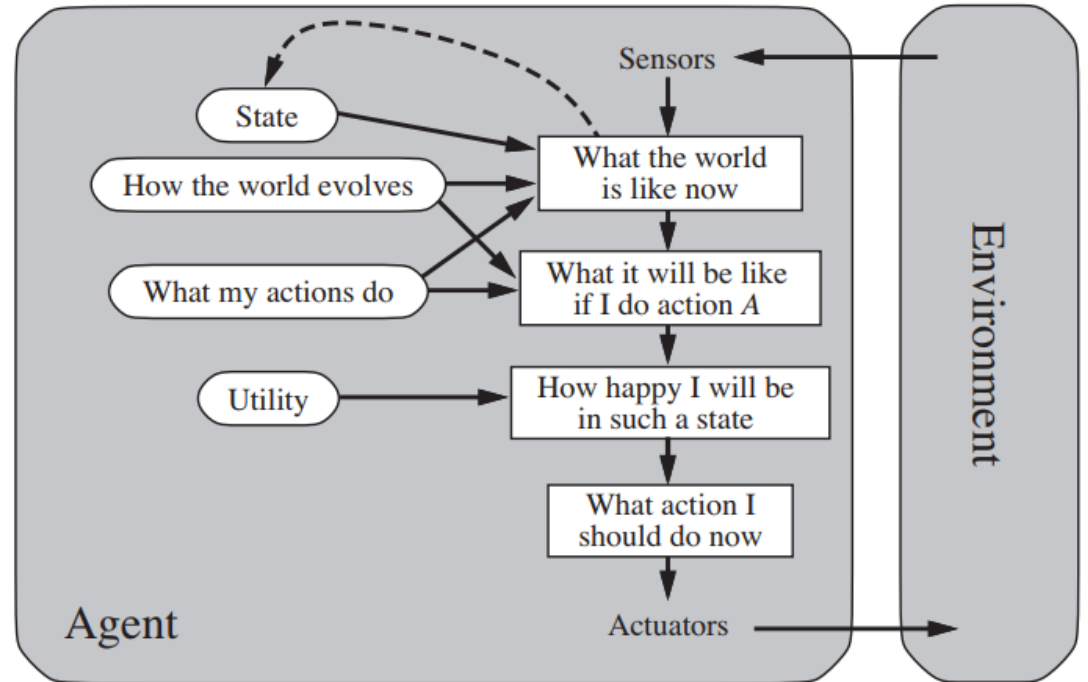 Sensors
State
What the world
is like now
How the world evolves
What my actions do
What it will be like
if I do action A
Utility
How happy I will be
in such a state
What action I
should do now
Agent
Actuators
Environment